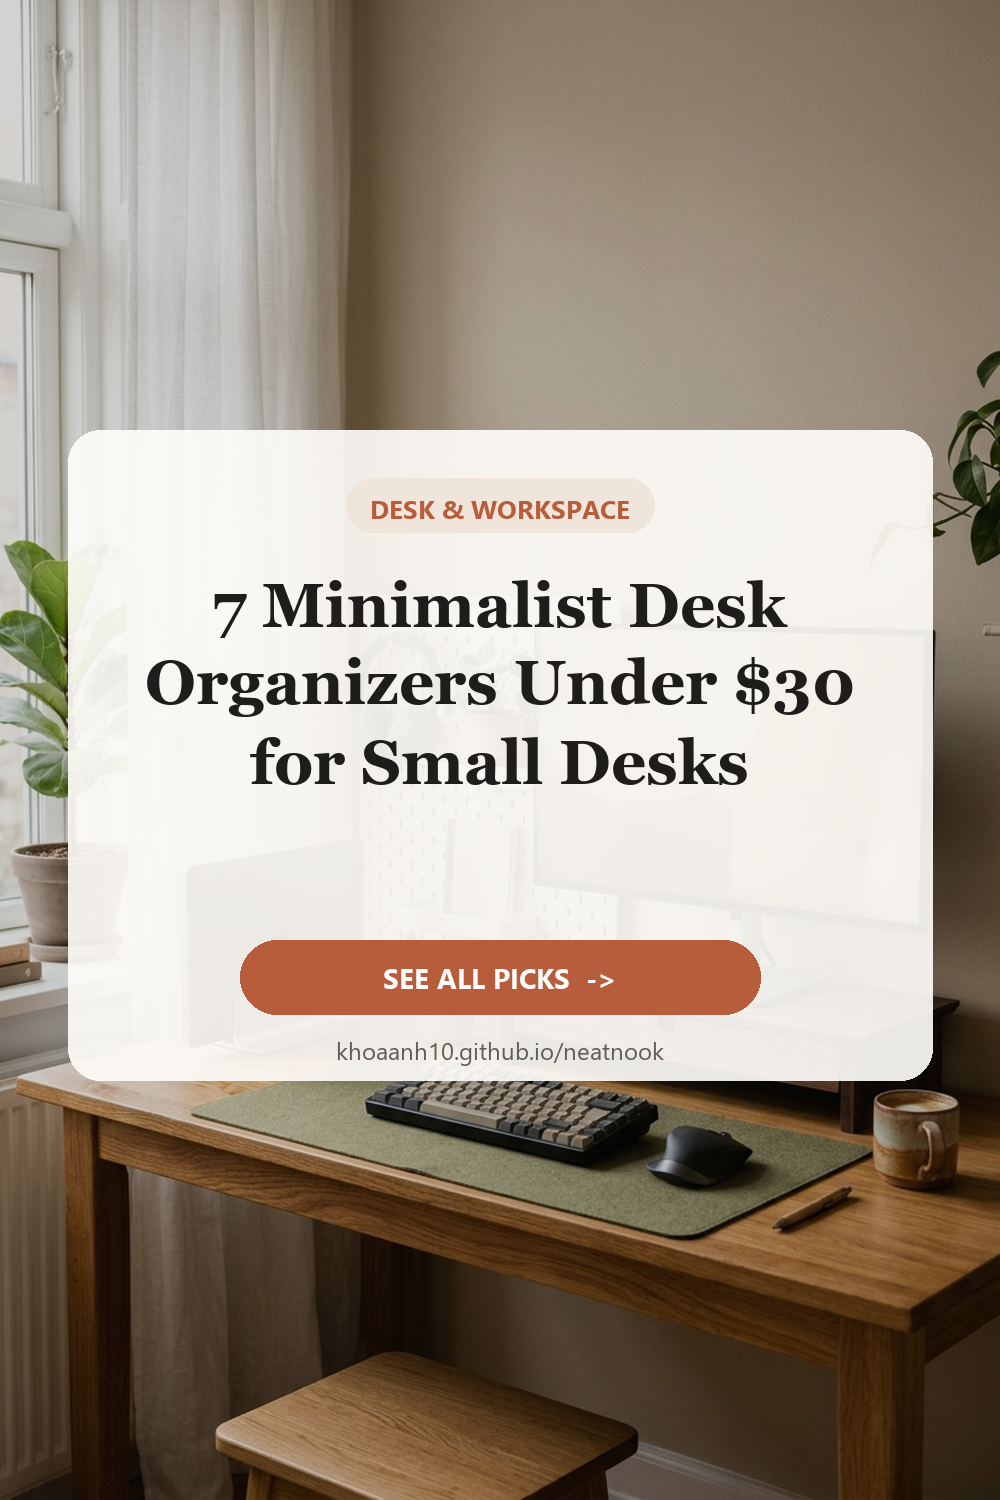 DESK & WORKSPACE
7 Minimalist Desk
Organizers Under $30
for Small Desks
SEE ALL PICKS ->
khoaanh10.github.io/neatnook